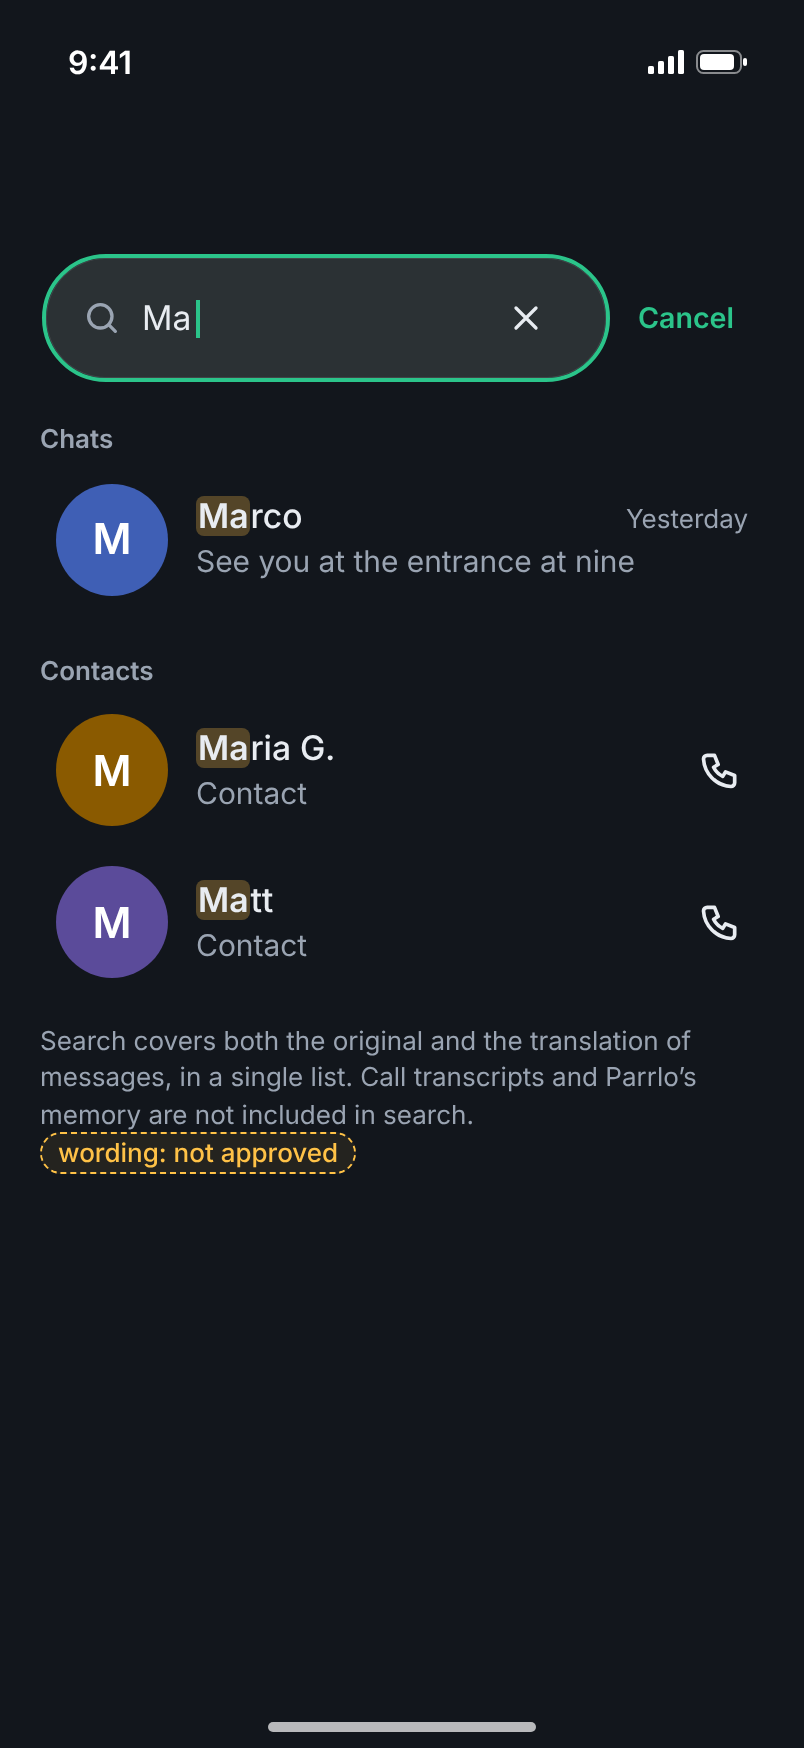 9:41
Ma
Cancel
Chats
M
Marco
Yesterday
See you at the entrance at nine
Contacts
M
Maria G.
Contact
M
Matt
Contact
Search covers both the original and the translation of
messages, in a single list. Call transcripts and Parrlo’s
memory are not included in search.
wording: not approved